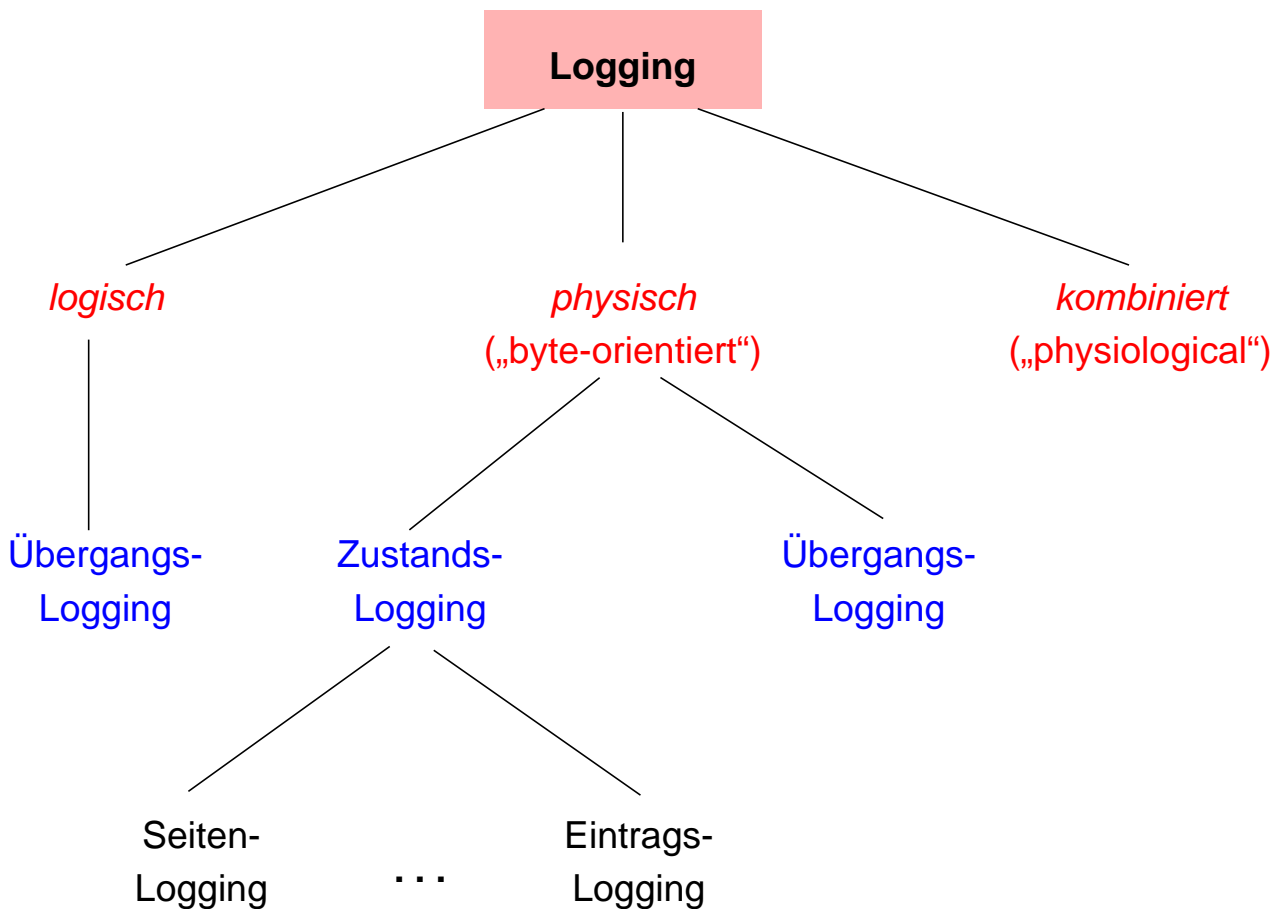 Logging
logisch
physisch
(„byte-orientiert“)
kombiniert
(„physiological“)
Übergangs-
Logging
Zustands-
Logging
Übergangs-
Logging
Seiten-
Logging
. . .
Eintrags-
Logging